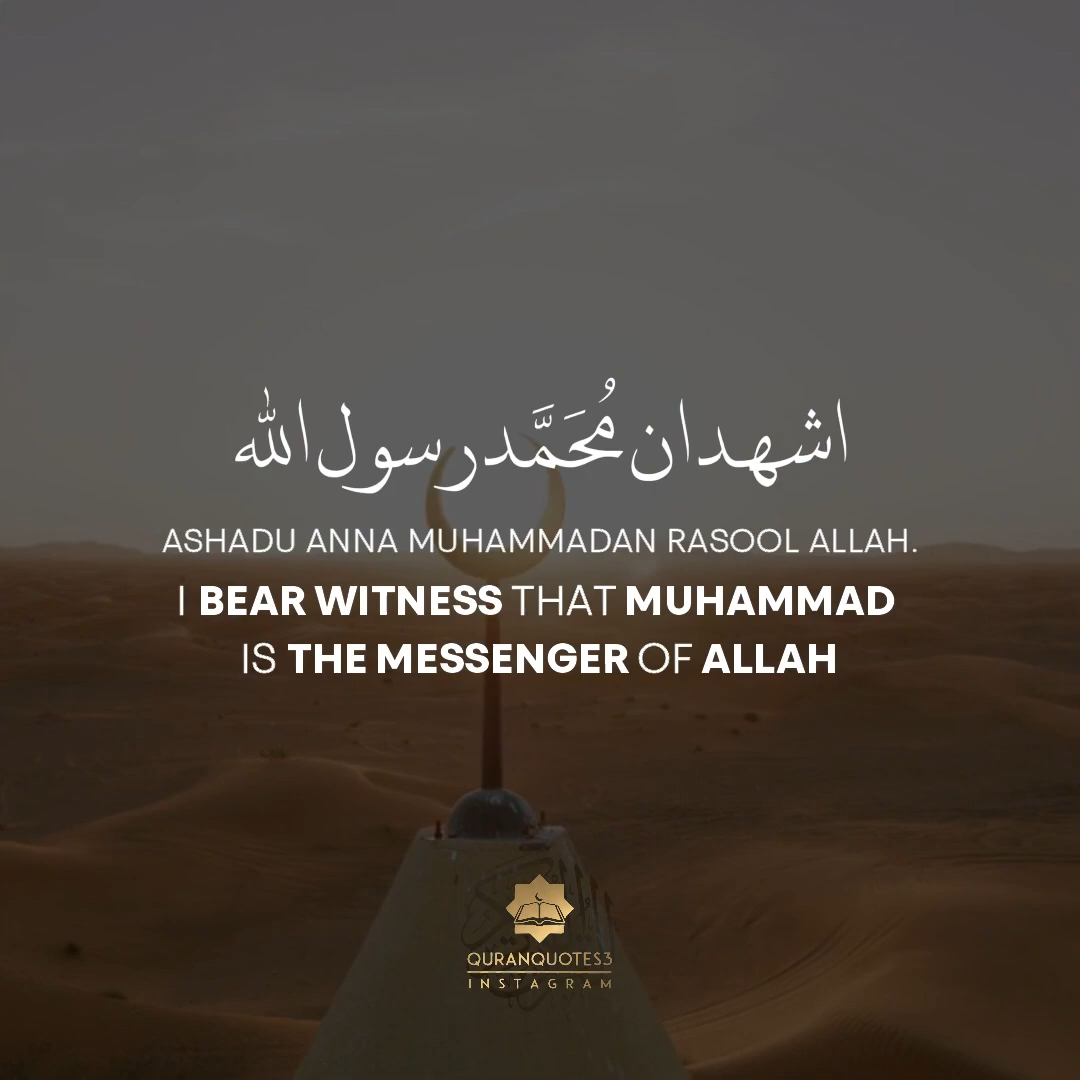 اشهدان مُحَمَّدرسول الله
ASHADU ANNA MUHAMMADAN RASOOL ALLAH.
I BEAR WITNESS THAT MUHAMMAD
IS THE MESSENGER OF ALLAH
QURANQUOTES3
INSTAGRAM